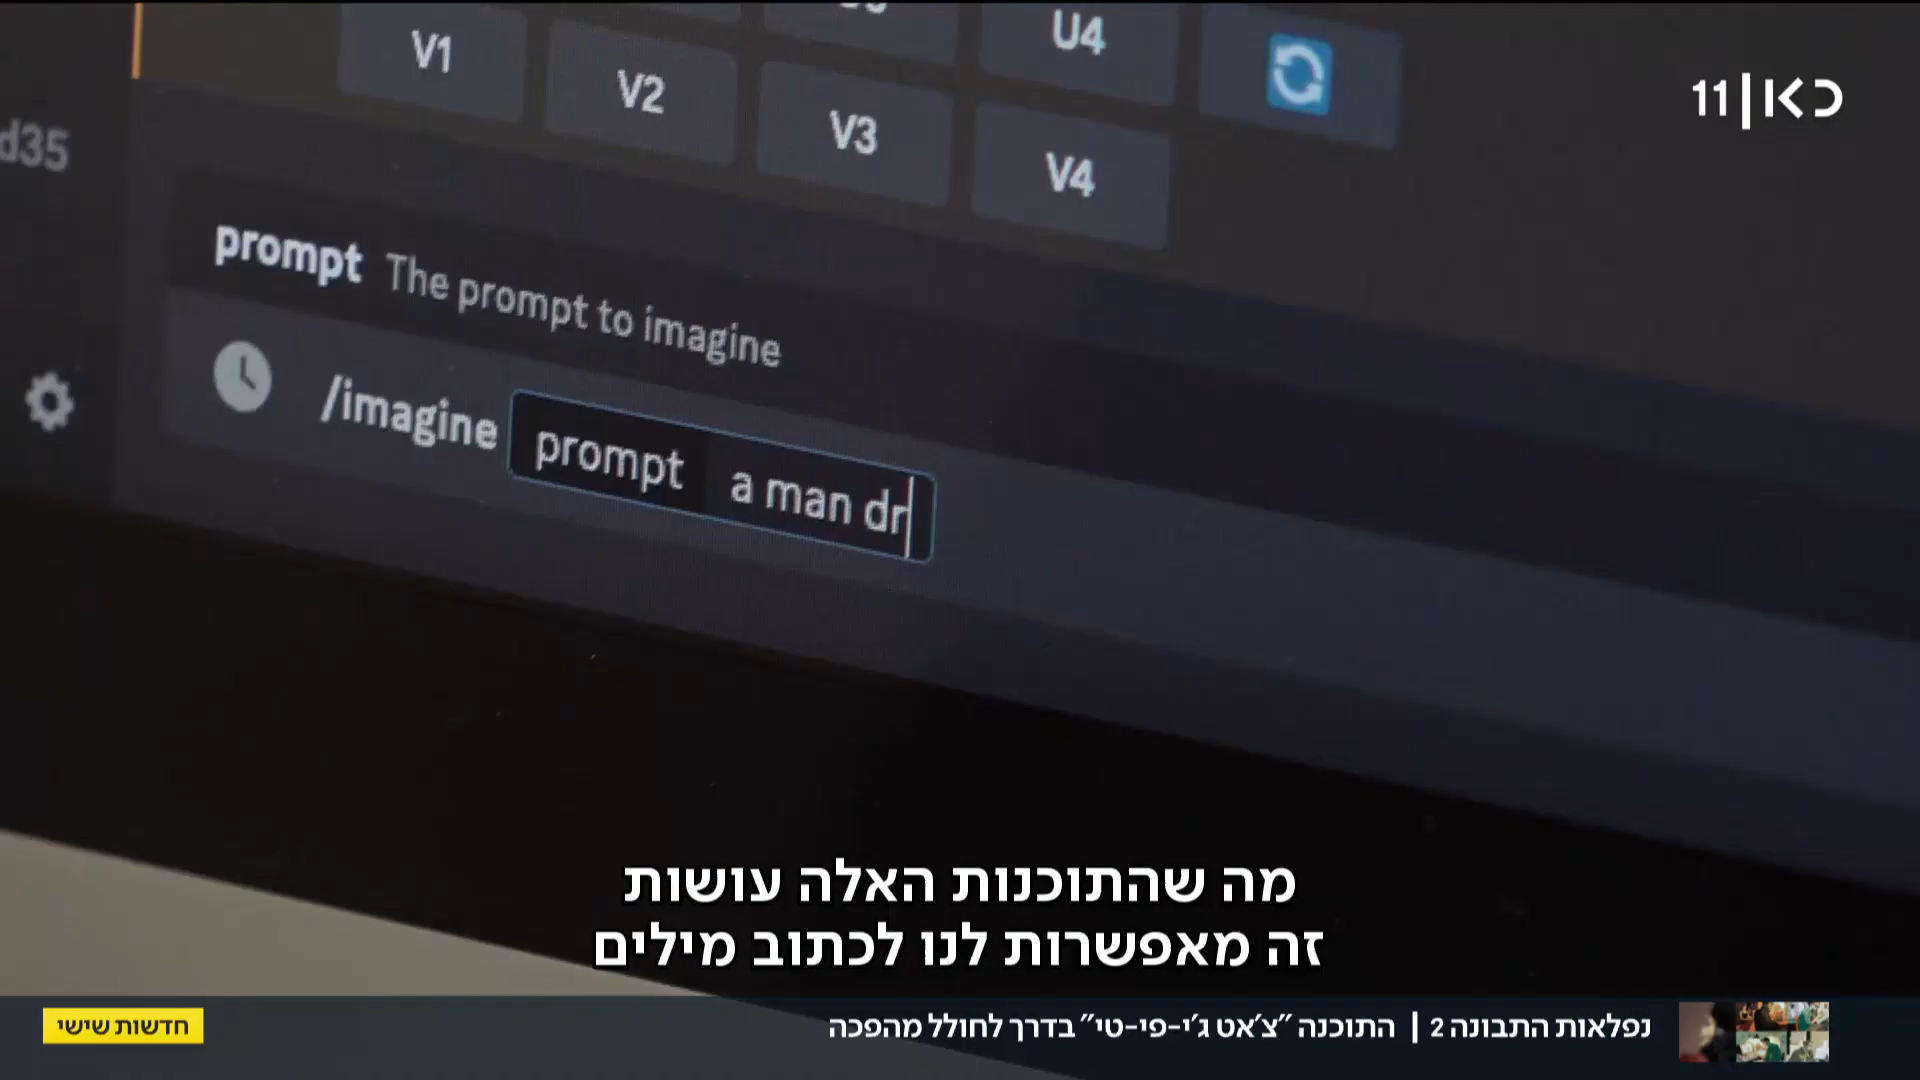 U4
V1
V2
V3
V4
כאן 11
d35
prompt The prompt to imagine
/imagine prompt a man dr
מה שהתוכנות האלה עושות
זה מאפשרות לנו לכתוב מילים
נפלאות התבונה 2 | התוכנה "צ'אט ג'י-פי-טי" בדרך לחולל מהפכה
חדשות שישי